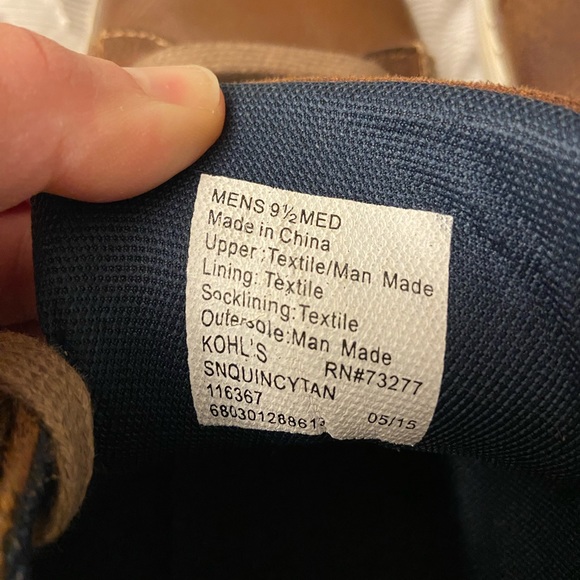 MENS 9½MED
Made in China
Upper :Textile/Man Made
Lining: Textile
Socklining:Textile
Outersole:Man Made
KOHL'S RN#73277
SNQUINCYTAN
116367
05/15